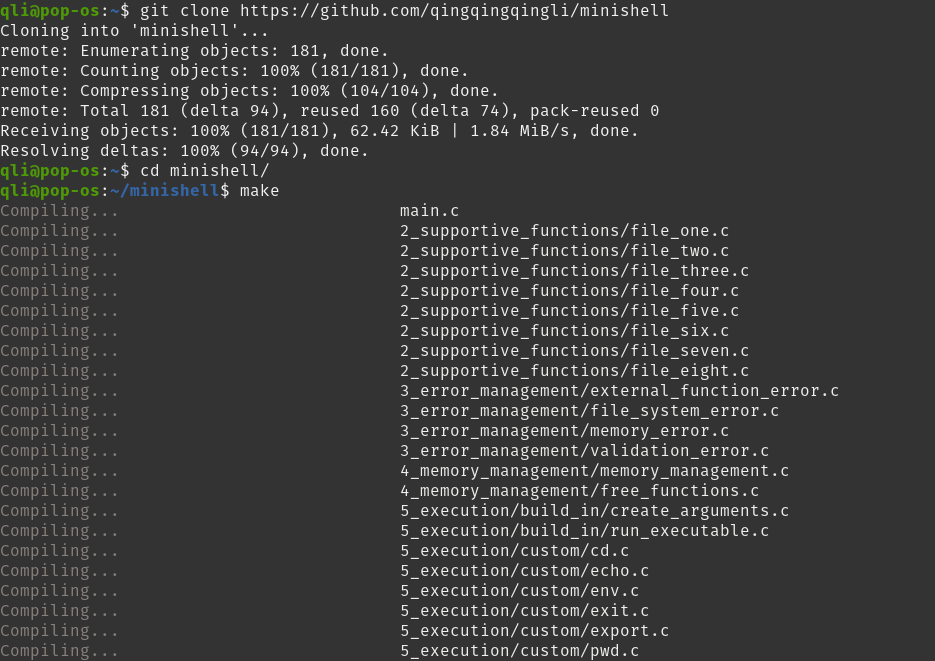 qli@pop-os:~$ git clone https://github.com/qingqingqingli/minishell
Cloning into 'minishell'...
remote: Enumerating objects: 181, done.
remote: Counting objects: 100% (181/181), done.
remote: Compressing objects: 100% (104/104), done.
remote: Total 181 (delta 94), reused 160 (delta 74), pack-reused 0
Receiving objects: 100% (181/181), 62.42 KiB | 1.84 MiB/s, done.
Resolving deltas: 100% (94/94), done.
qli@pop-os:~$ cd minishell/
qli@pop-os:~/minishell$ make
Compiling... main.c
Compiling... 2_supportive_functions/file_one.c
Compiling... 2_supportive_functions/file_two.c
Compiling... 2_supportive_functions/file_three.c
Compiling... 2_supportive_functions/file_four.c
Compiling... 2_supportive_functions/file_five.c
Compiling... 2_supportive_functions/file_six.c
Compiling... 2_supportive_functions/file_seven.c
Compiling... 2_supportive_functions/file_eight.c
Compiling... 3_error_management/external_function_error.c
Compiling... 3_error_management/file_system_error.c
Compiling... 3_error_management/memory_error.c
Compiling... 3_error_management/validation_error.c
Compiling... 4_memory_management/memory_management.c
Compiling... 4_memory_management/free_functions.c
Compiling... 5_execution/build_in/create_arguments.c
Compiling... 5_execution/build_in/run_executable.c
Compiling... 5_execution/custom/cd.c
Compiling... 5_execution/custom/echo.c
Compiling... 5_execution/custom/env.c
Compiling... 5_execution/custom/exit.c
Compiling... 5_execution/custom/export.c
Compiling... 5_execution/custom/pwd.c